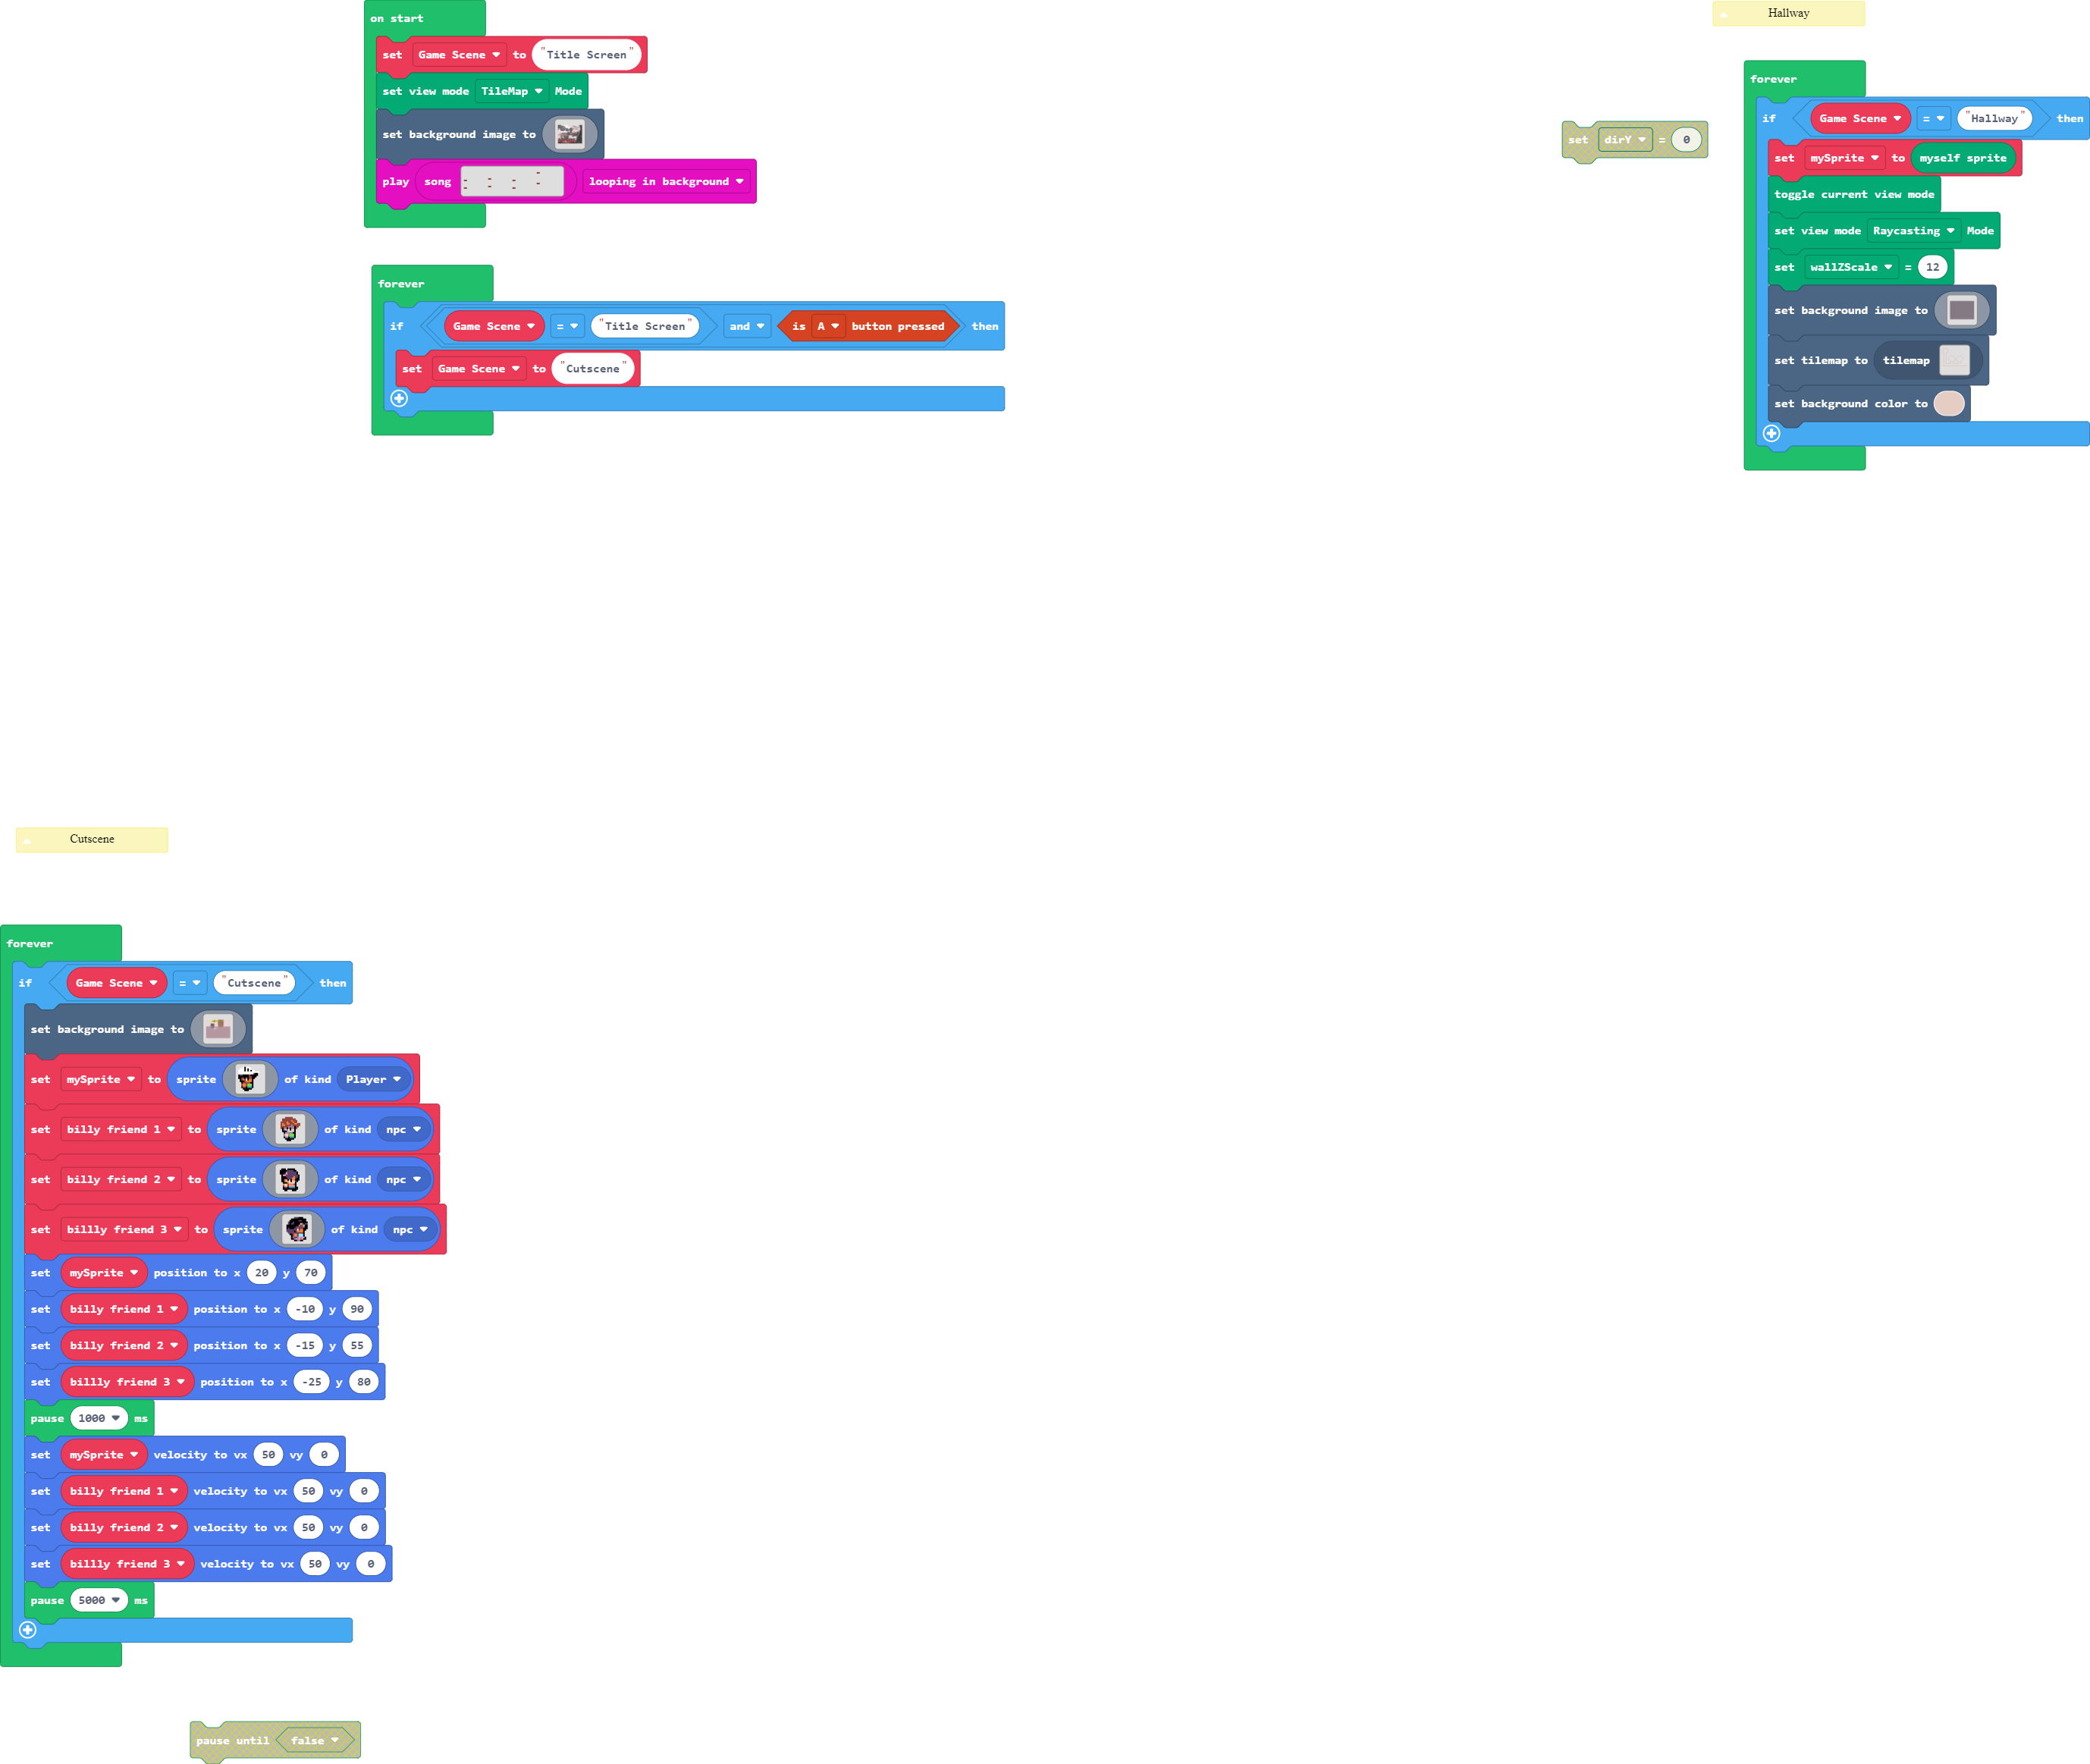 on start
set Game Scene to "Title Screen"
set view mode TileMap Mode
set background image to
play song looping in background
forever
if Game Scene = "Title Screen" and is A button pressed then
set Game Scene to "Cutscene"
Hallway
set dirY = 0
forever
if Game Scene = "Hallway" then
set mySprite to myself sprite
toggle current view mode
set view mode Raycasting Mode
set wallZScale = 12
set background image to
set tilemap to tilemap
set background color to
Cutscene
forever
if Game Scene = "Cutscene" then
set background image to
set mySprite to sprite of kind Player
set billy friend 1 to sprite of kind npc
set billy friend 2 to sprite of kind npc
set billly friend 3 to sprite of kind npc
set mySprite position to x 20 y 70
set billy friend 1 position to x -10 y 90
set billy friend 2 position to x -15 y 55
set billly friend 3 position to x -25 y 80
pause 1000 ms
set mySprite velocity to vx 50 vy 0
set billy friend 1 velocity to vx 50 vy 0
set billy friend 2 velocity to vx 50 vy 0
set billly friend 3 velocity to vx 50 vy 0
pause 5000 ms
pause until false